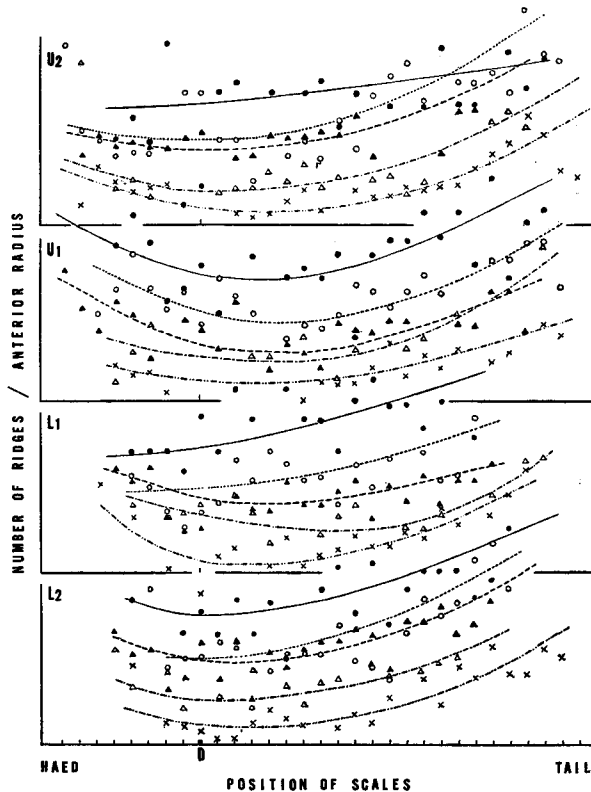 U2
U1
L1
L2
NUMBER OF RIDGES / ANTERIOR RADIUS
D
HAED
TAIL
POSITION OF SCALES